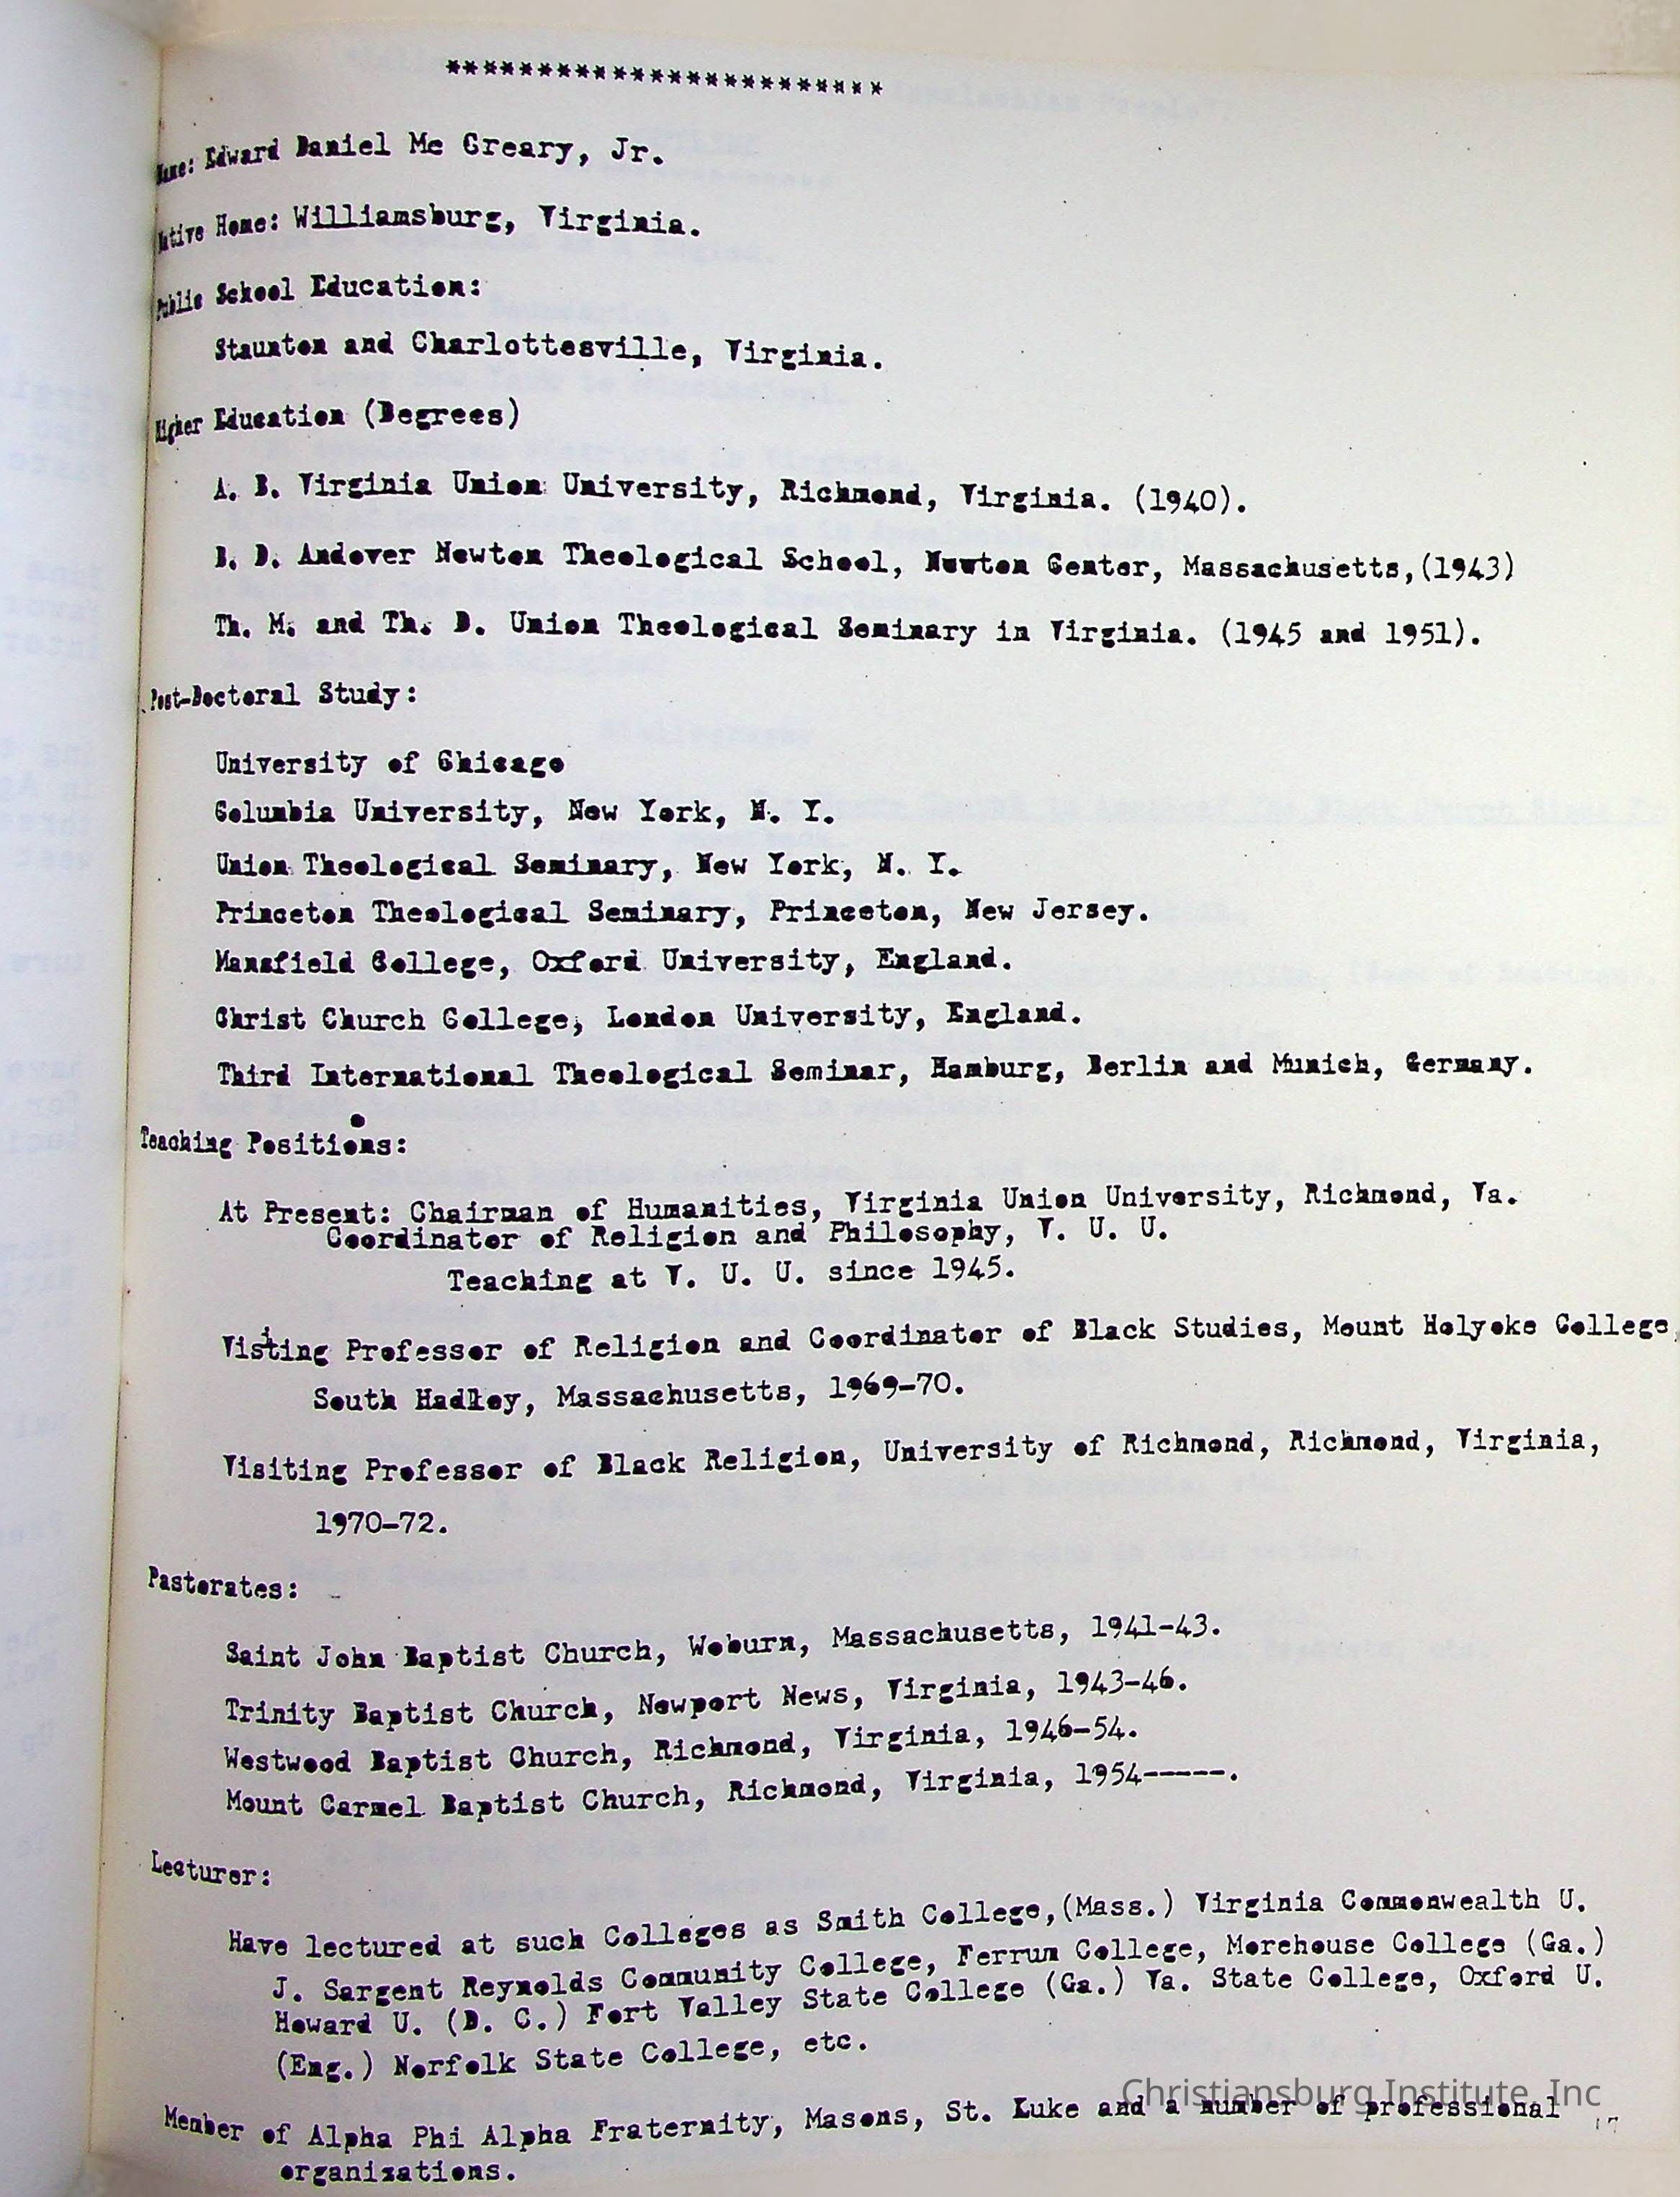 ************************
Name: Edward Daniel Mc Creary, Jr.
Native Home: Williamsburg, Virginia.
Public School Education:
Staunton and Charlottesville, Virginia.
Higher Education (Degrees)
A. B. Virginia Union University, Richmond, Virginia. (1940).
B. D. Andover Newton Theological School, Newton Center, Massachusetts,(1943)
Th. M. and Th. D. Union Theological Seminary in Virginia. (1945 and 1951).
Post-Doctoral Study:
University of Chicago
Columbia University, New York, N. Y.
Union Theological Seminary, New York, N. Y.
Princeton Theological Seminary, Princeton, New Jersey.
Mansfield College, Oxford University, England.
Christ Church College, London University, England.
Third International Theological Seminar, Hamburg, Berlin and Munich, Germany.
Teaching Positions:
At Present: Chairman of Humanities, Virginia Union University, Richmond, Va.
Coordinator of Religion and Philosophy, V. U. U.
Teaching at V. U. U. since 1945.
Visiting Professor of Religion and Coordinator of Black Studies, Mount Holyoke College,
South Hadley, Massachusetts, 1969-70.
Visiting Professor of Black Religion, University of Richmond, Richmond, Virginia,
1970-72.
Pastorates:
Saint John Baptist Church, Woburn, Massachusetts, 1941-43.
Trinity Baptist Church, Newport News, Virginia, 1943-46.
Westwood Baptist Church, Richmond, Virginia, 1946-54.
Mount Carmel Baptist Church, Richmond, Virginia, 1954-----.
Lecturer:
Have lectured at such Colleges as Smith College,(Mass.) Virginia Commonwealth U.
J. Sargent Reynolds Community College, Ferrum College, Morehouse College (Ga.)
Howard U. (D. C.) Fort Valley State College (Ga.) Va. State College, Oxford U.
(Eng.) Norfolk State College, etc.
Christiansburg Institute, Inc
Member of Alpha Phi Alpha Fraternity, Masons, St. Luke and a number of professional
organizations.
17